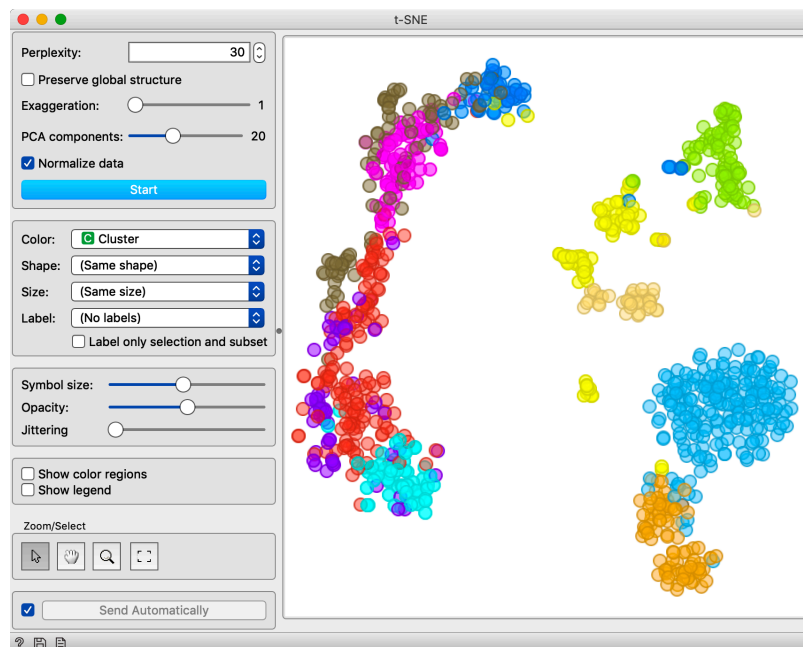 t-SNE
Perplexity: 30
Preserve global structure
Exaggeration: 1
PCA components: 20
Normalize data
Start
Color: C Cluster
Shape: (Same shape)
Size: (Same size)
Label: (No labels)
Label only selection and subset
Symbol size:
Opacity:
Jittering
Show color regions
Show legend
Zoom/Select
Send Automatically
?